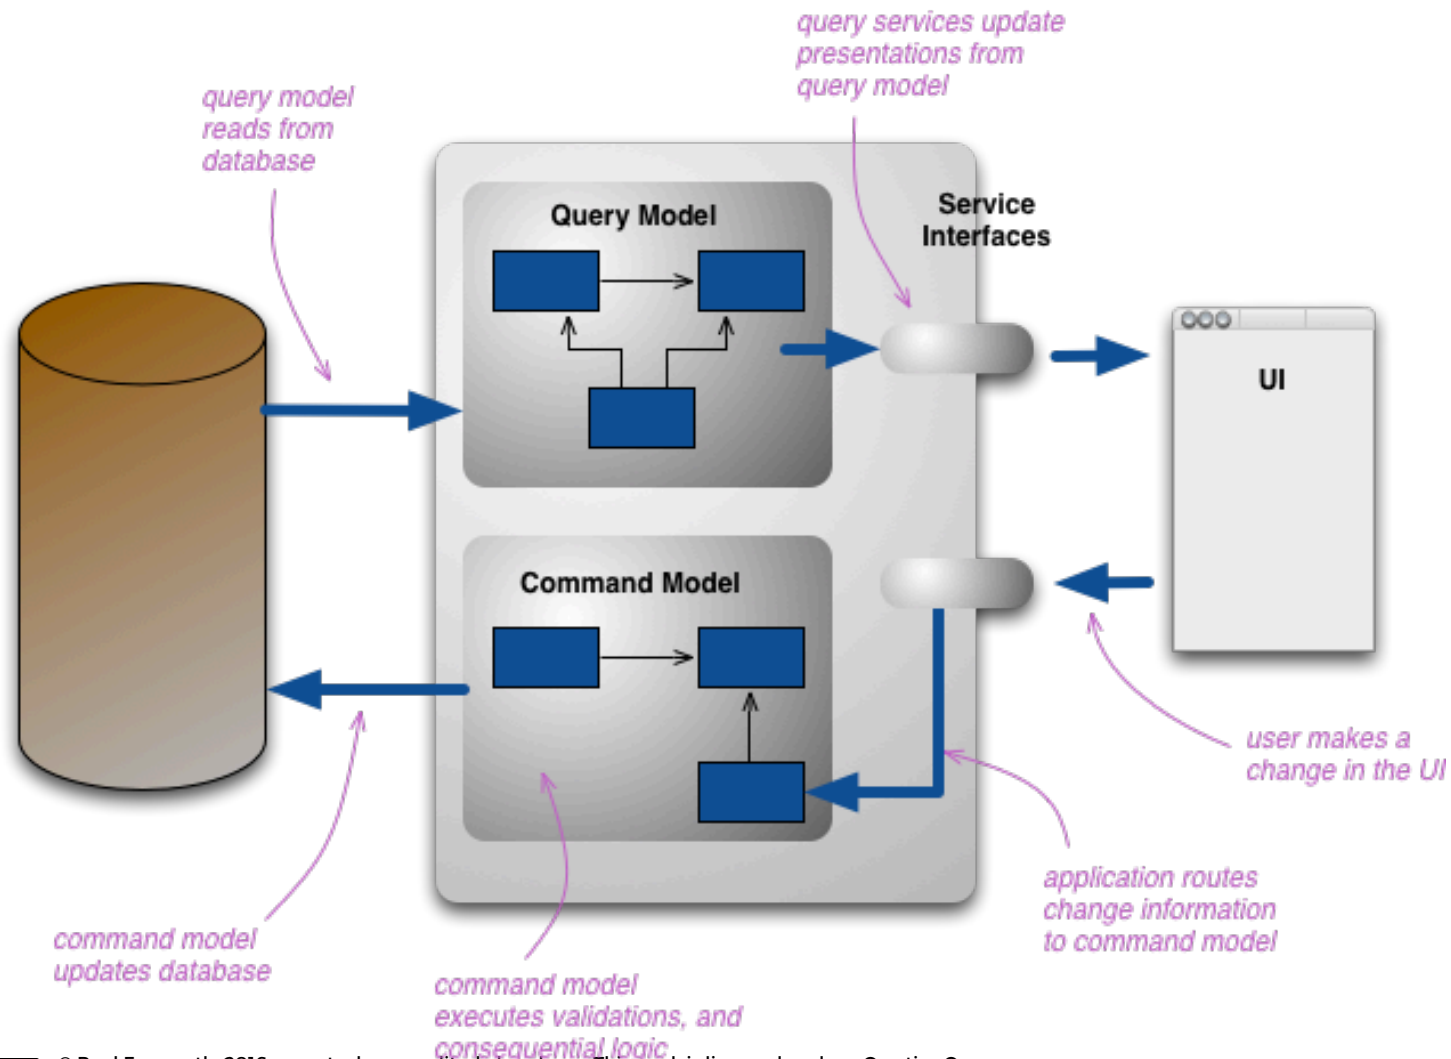 query services update
presentations from
query model
query model
reads from
database
Query Model
Service
Interfaces
UI
Command Model
user makes a
change in the UI
application routes
change information
to command model
command model
updates database
command model
executes validations, and
consequential logic